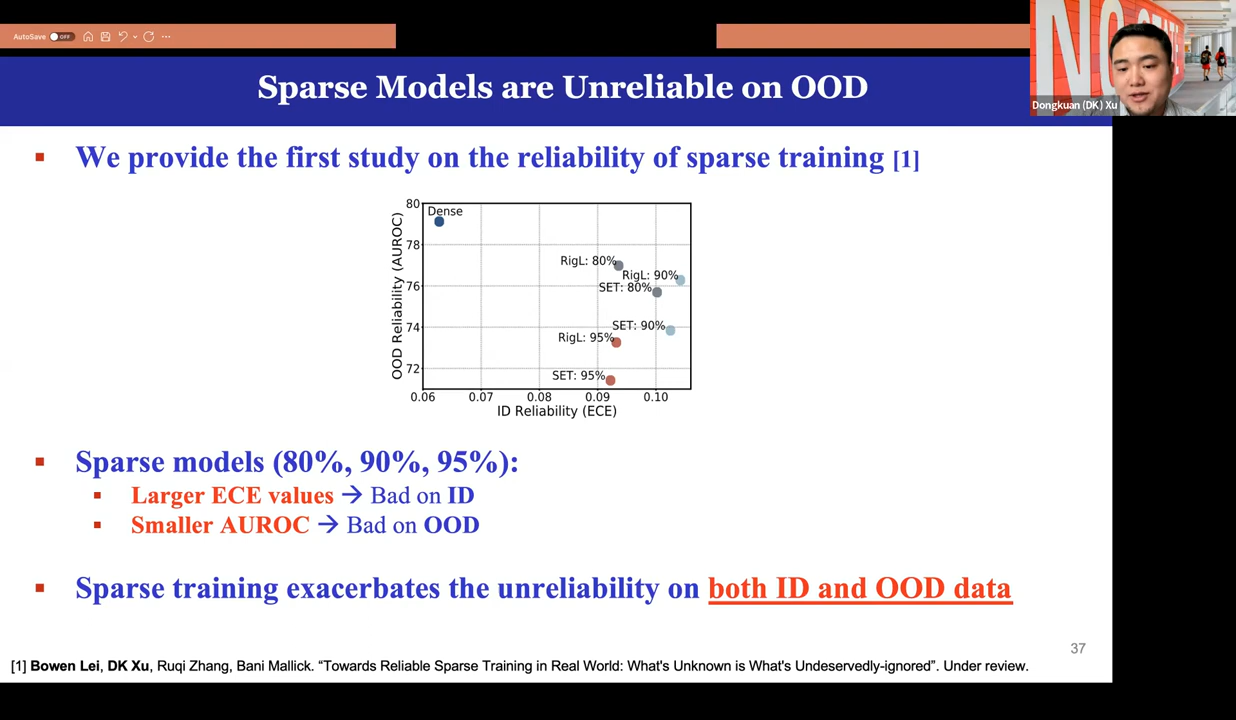 AutoSave OFF
Sparse Models are Unreliable on OOD
Dongkuan (DK) Xu
We provide the first study on the reliability of sparse training [1]
80
Dense
78
RigL: 80%
RigL: 90%
76
SET: 80%
74
SET: 90%
RigL: 95%
72
SET: 95%
OOD Reliability (AUROC)
0.06 0.07 0.08 0.09 0.10
ID Reliability (ECE)
Sparse models (80%, 90%, 95%):
Larger ECE values → Bad on ID
Smaller AUROC → Bad on OOD
Sparse training exacerbates the unreliability on both ID and OOD data
37
[1] Bowen Lei, DK Xu, Ruqi Zhang, Bani Mallick. “Towards Reliable Sparse Training in Real World: What's Unknown is What's Undeservedly-ignored”. Under review.